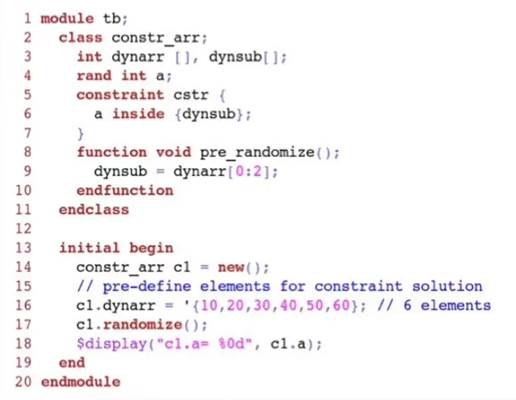 1 module tb;
2 class constr_arr;
3 int dynarr [], dynsub[];
4 rand int a;
5 constraint cstr {
6 a inside {dynsub};
7 }
8 function void pre_randomize();
9 dynsub = dynarr[0:2];
10 endfunction
11 endclass
12
13 initial begin
14 constr_arr c1 = new();
15 // pre-define elements for constraint solution
16 c1.dynarr = '{10,20,30,40,50,60}; // 6 elements
17 c1.randomize();
18 $display("c1.a= %0d", c1.a);
19 end
20 endmodule